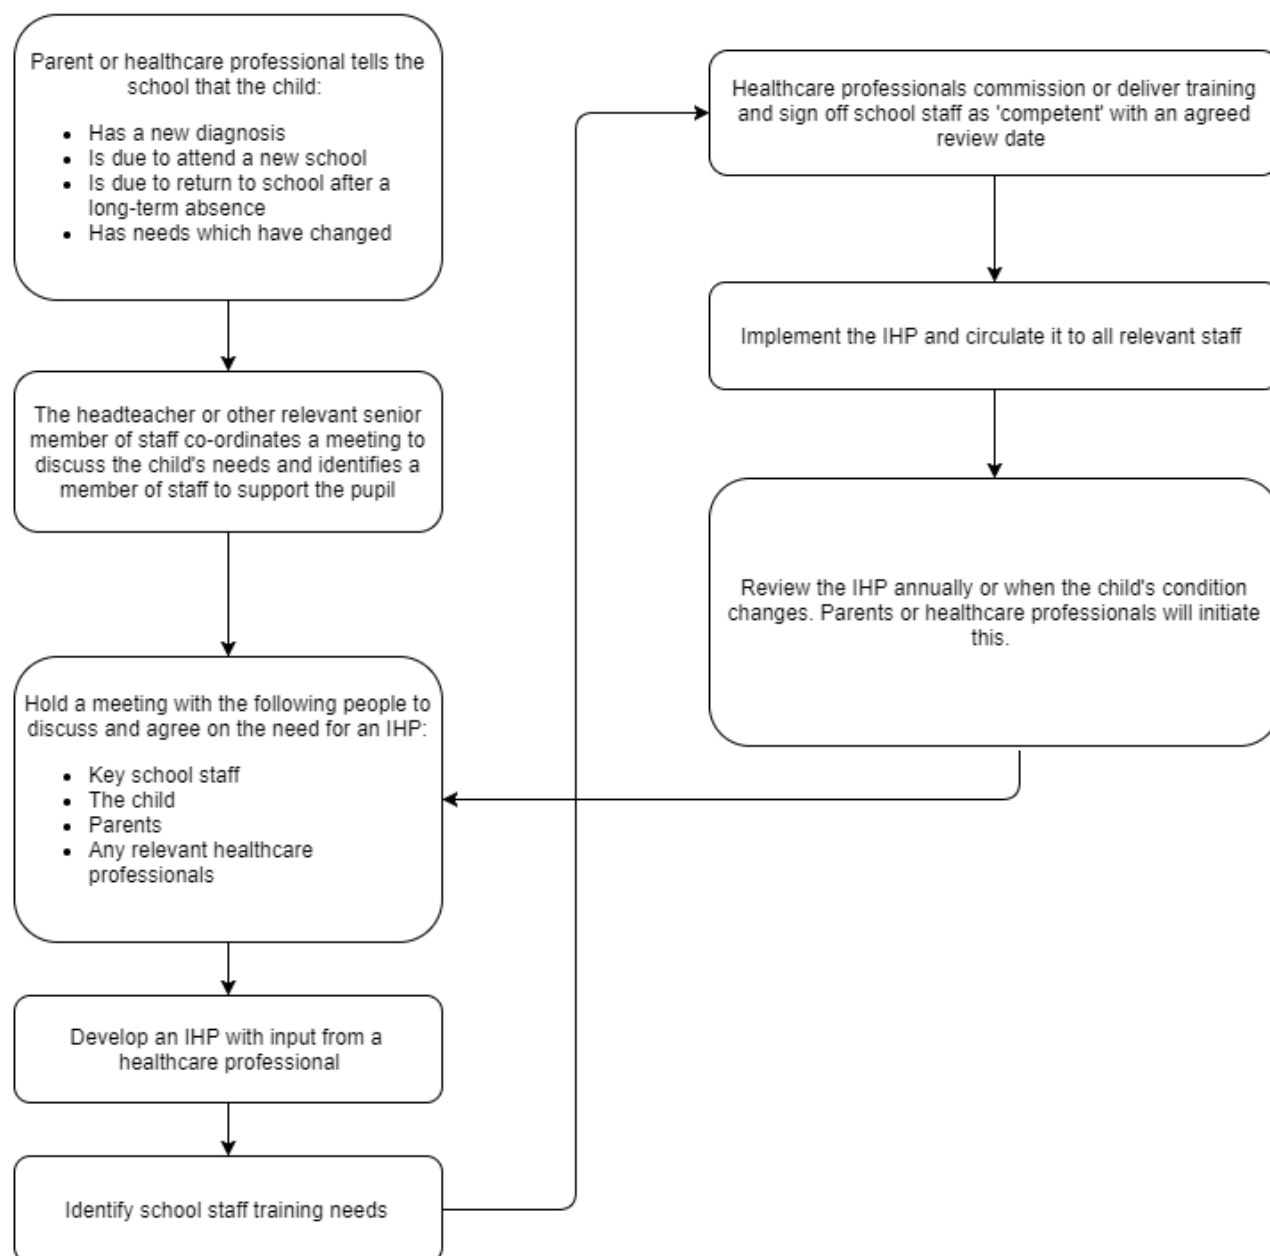 Parent or healthcare professional tells the
school that the child:
• Has a new diagnosis
• Is due to attend a new school
• Is due to return to school after a
long-term absence
• Has needs which have changed
The headteacher or other relevant senior
member of staff co-ordinates a meeting to
discuss the child's needs and identifies a
member of staff to support the pupil
Hold a meeting with the following people to
discuss and agree on the need for an IHP:
• Key school staff
• The child
• Parents
• Any relevant healthcare
professionals
Develop an IHP with input from a
healthcare professional
Identify school staff training needs
Healthcare professionals commission or deliver training
and sign off school staff as 'competent' with an agreed
review date
Implement the IHP and circulate it to all relevant staff
Review the IHP annually or when the child's condition
changes. Parents or healthcare professionals will initiate
this.